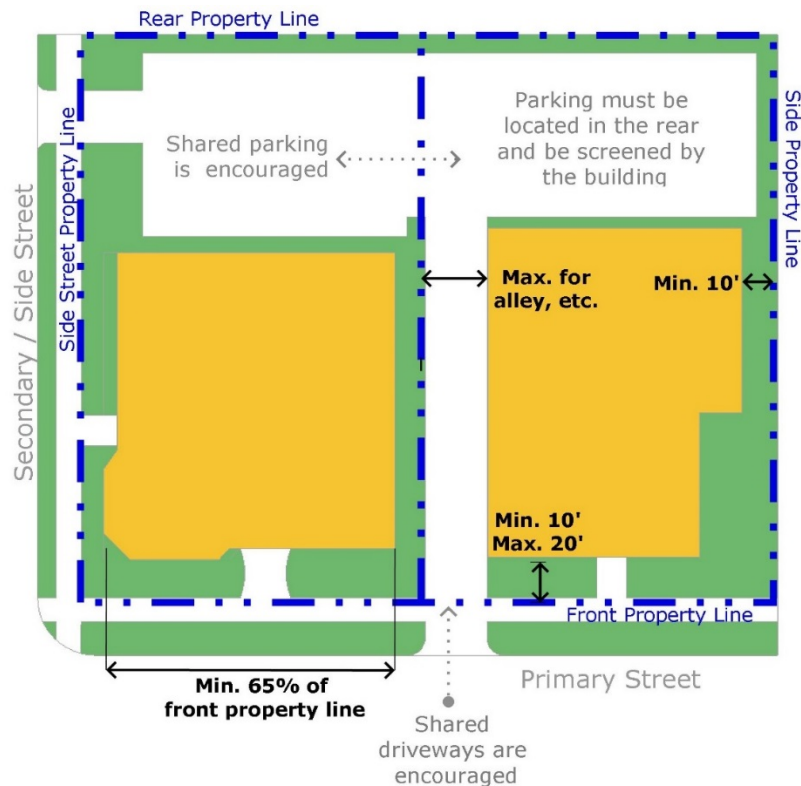 Rear Property Line
Side Street Property Line
Secondary / Side Street
Shared parking
is encouraged
Parking must be
located in the rear
and be screened by
the building
Side Property Line
Max. for
alley, etc.
Min. 10'
Min. 10'
Max. 20'
Front Property Line
Min. 65% of
front property line
Primary Street
Shared
driveways are
encouraged